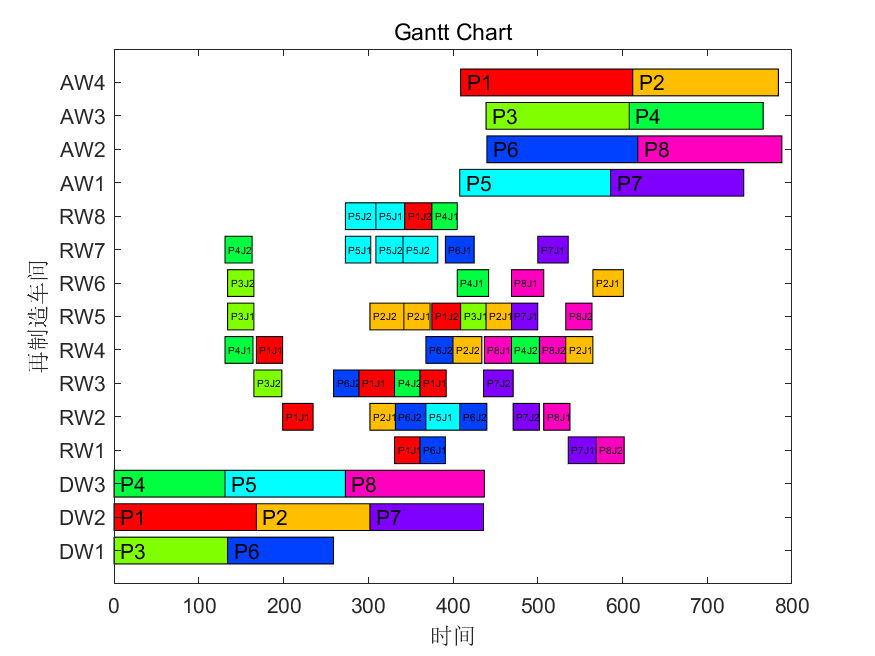 Gantt Chart
AW4 P1 P2
AW3 P3 P4
AW2 P6 P8
AW1 P5 P7
RW8 P5J2 P5J1 P1J2 P4J1
RW7 P4J2 P5J1 P5J2 P5J2 P6J1 P7J1
RW6 P3J2 P4J1 P8J1 P2J1
RW5 P3J1 P2J2 P2J2 P1J2 P3J1 P2J1 P7J1 P8J2
RW4 P4J1 P1J1 P6J2 P2J2 P8J1 P4J2 P8J2 P2J1
RW3 P3J2 P6J2 P1J1 P4J2 P1J1 P7J2
RW2 P1J1 P2J1 P6J2 P5J1 P6J2 P7J2 P8J1
RW1 P1J1 P6J1 P7J1 P8J2
DW3 P4 P5 P8
DW2 P1 P2 P7
DW1 P3 P6
0 100 200 300 400 500 600 700 800
时间
再制造车间